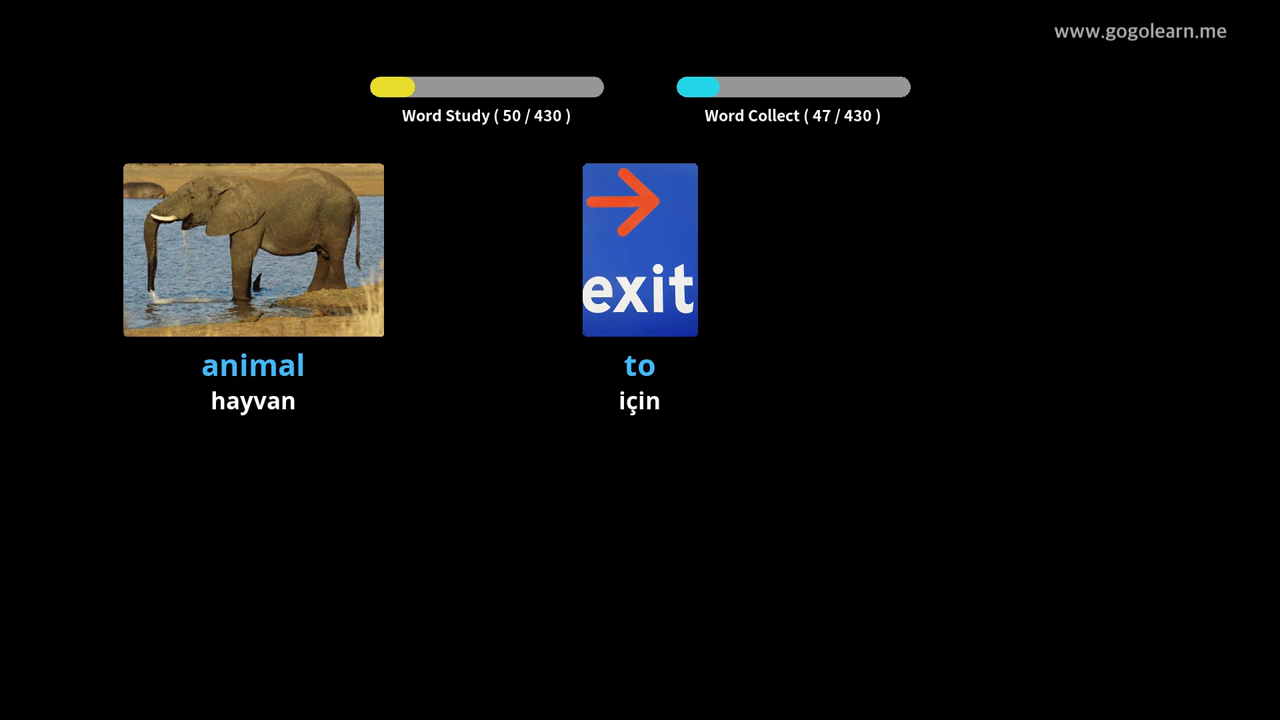 www.gogolearn.me
Word Study ( 50 / 430 )
Word Collect ( 47 / 430 )
exit
animal
to
hayvan
için